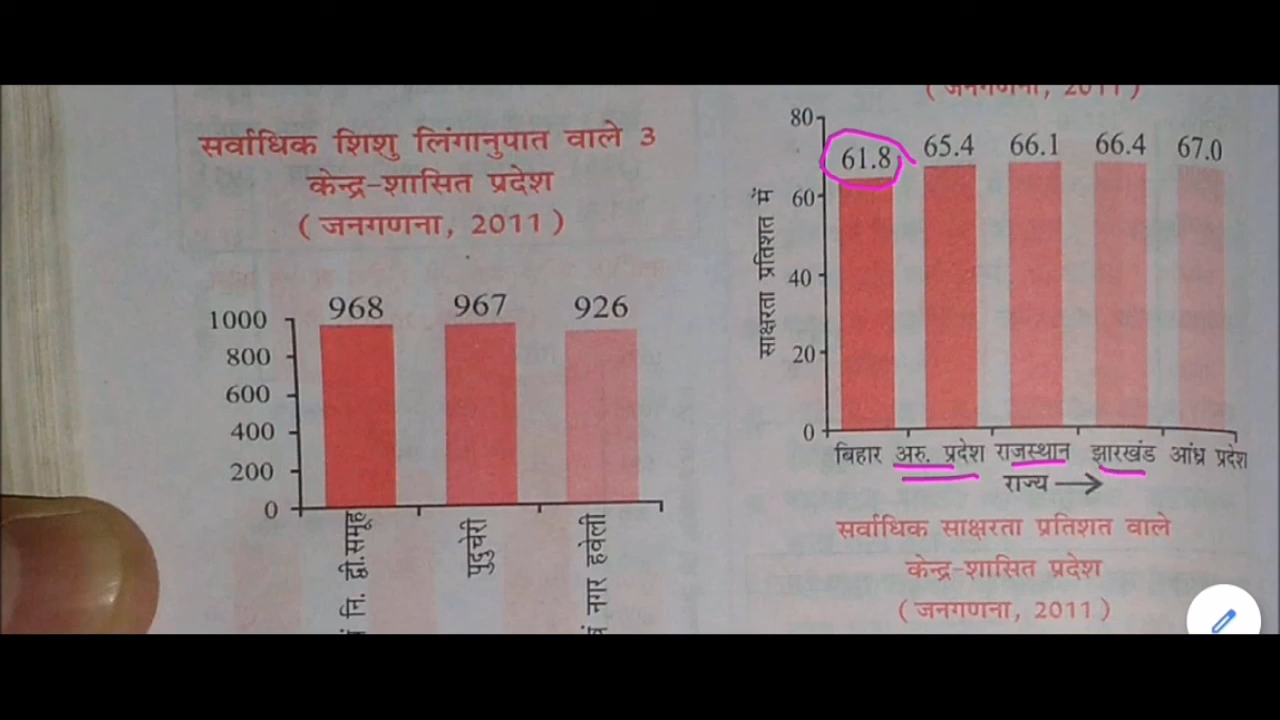 सर्वाधिक शिशु लिंगानुपात वाले 3
केन्द्र-शासित प्रदेश
(जनगणना, 2011)
1000
800
600
400
200
0
968
967
926
नि. द्वी.समूह
पुदुचेरी
नगर हवेली
(जनगणना, 2011)
साक्षरता प्रतिशत में
80
60
40
20
0
61.8
65.4
66.1
66.4
67.0
बिहार
अरु. प्रदेश
राजस्थान
झारखंड
आंध्र प्रदेश
राज्य →
सर्वाधिक साक्षरता प्रतिशत वाले
केन्द्र-शासित प्रदेश
(जनगणना, 2011)